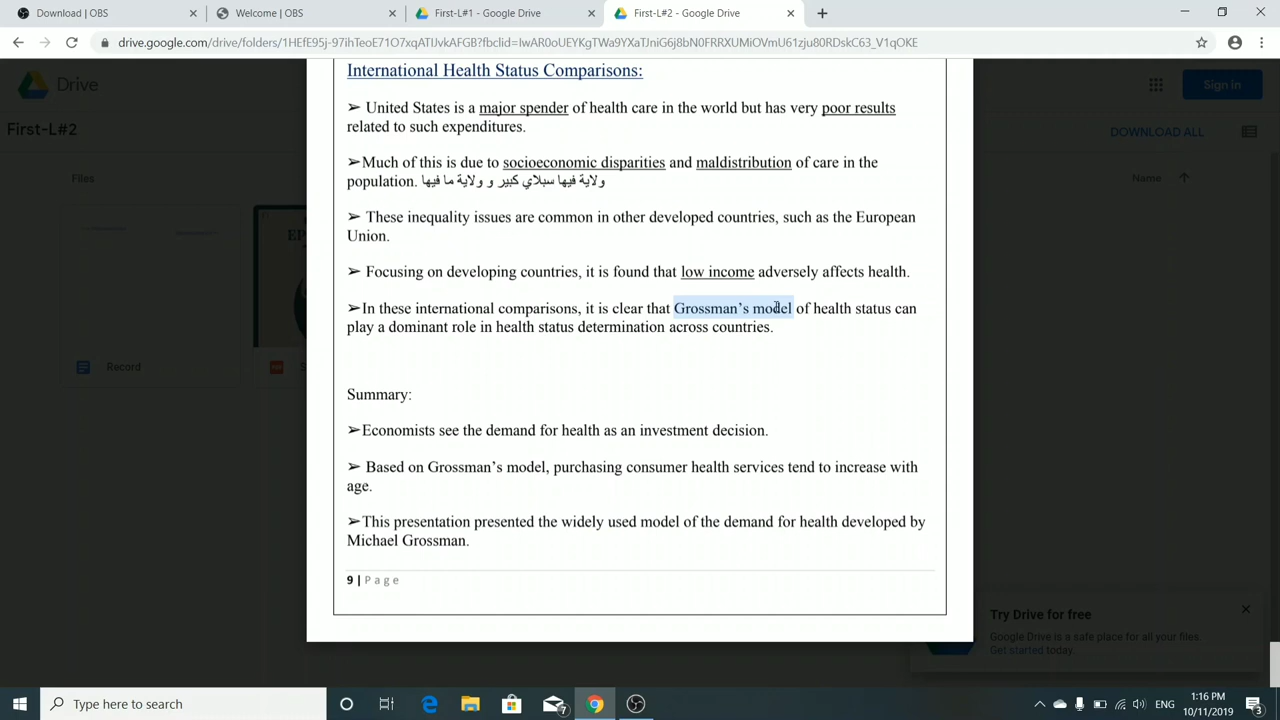 Download | OBS
Welcome | OBS
First-L#1 - Google Drive
First-L#2 - Google Drive
drive.google.com/drive/folders/1HEfE95j-97ihTeoE71O7xqATIJvkAFGB?fbclid=IwAR0oUEYKgTWa9YXaTJniG6j8bN0FRRXUMiOVmU61zju80RDskC63_V1qOKE
Drive
Sign in
First-L#2
DOWNLOAD ALL
Files
Name
Record
International Health Status Comparisons:
➢ United States is a major spender of health care in the world but has very poor results
related to such expenditures.
➢Much of this is due to socioeconomic disparities and maldistribution of care in the
population. ولاية فيها سبلاي كبير و ولاية ما فيها
➢ These inequality issues are common in other developed countries, such as the European
Union.
➢ Focusing on developing countries, it is found that low income adversely affects health.
➢In these international comparisons, it is clear that Grossman’s model of health status can
play a dominant role in health status determination across countries.
Summary:
➢Economists see the demand for health as an investment decision.
➢ Based on Grossman’s model, purchasing consumer health services tend to increase with
age.
➢This presentation presented the widely used model of the demand for health developed by
Michael Grossman.
9 | Page
Try Drive for free
Google Drive is a safe place for all your files.
Get started today.
Type here to search
7
ENG
1:16 PM
10/11/2019
3